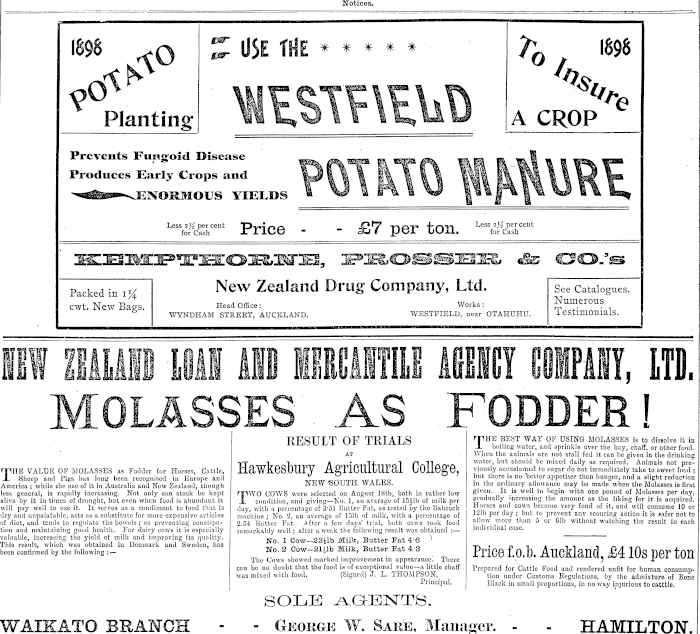 Notices.
1898
POTATO
Planting
USE THE * * * * *
WESTFIELD
1898
To Insure
A CROP
Prevents Fungoid Disease
Produces Early Crops and
ENORMOUS YIELDS
POTATO MANURE
Less 2½ per cent
for Cash
Price - - £7 per ton.
Less 2½ per cent
for Cash
KEMPTHORNE, PROSSER & CO.'s
New Zealand Drug Company, Ltd.
Packed in 1¼
cwt. New Bags.
Head Office:
WYNDHAM STREET, AUCKLAND.
Works:
WESTFIELD, near OTAHUHU.
See Catalogues.
Numerous
Testimonials.
NEW ZEALAND LOAN AND MERCANTILE AGENCY COMPANY, LTD.
MOLASSES AS FODDER!
THE VALUE OF MOLASSES as Fodder for Horses, Cattle,
Sheep and Pigs has long been recognised in Europe and
America; while the use of it in Australia and New Zealand, though
less general, is rapidly increasing. Not only can stock be kept
alive by it in times of drought, but even when food is abundant it
will pay well to use it. It serves as a condiment to food that is
dry and unpalatable, acts as a substitute for more expensive articles
of diet, and tends to regulate the bowels; so preventing constipa-
tion and maintaining good health. For dairy cows it is especially
valuable, increasing the yield of milk and improving its quality.
This result, which was obtained in Denmark and Sweden, has
been confirmed by the following:—
RESULT OF TRIALS
AT
Hawkesbury Agricultural College,
NEW SOUTH WALES.
TWO COWS were selected on August 18th, both in rather low
condition, and giving—No. 1, an average of 15½lb of milk per
day, with a percentage of 3·51 Butter Fat, as tested by the Babcock
machine; No. 2, an average of 15lb of milk, with a percentage of
2.54 Butter Fat. After a few days' trial, both cows took food
remarkably well; after a week the following result was obtained:—
No. 1 Cow—23½lb Milk, Butter Fat 4·6
No. 2 Cow—21½lb Milk, Butter Fat 4·3
The Cows showed marked improvement in appearance. There
can be no doubt that the food is of exceptional value—a little chaff
was mixed with food. (Signed) J. L. THOMPSON,
Principal.
THE BEST WAY OF USING MOLASSES is to dissolve it in
boiling water, and sprinkle over the hay, chaff, or other food.
When the animals are not stall fed it can be given in the drinking
water, but should be mixed daily as required. Animals not pre-
viously accustomed to sugar do not immediately take to sweet food;
but there is no better appetiser than hunger, and a slight reduction
in the ordinary allowance may be made when the Molasses is first
given. It is well to begin with one pound of Molasses per day,
gradually increasing the amount as the liking for it is acquired.
Horses and cows become very fond of it, and will consume 10 or
12lb per day; but to prevent any scouring action it is safer not to
allow more than 5 or 6lb without watching the result in each
individual case.
Price f.o.b. Auckland, £4 10s per ton
Prepared for Cattle Food and rendered unfit for human consump-
tion under Customs Regulations, by the admixture of Bone
Black in small proportions, in no way injurious to cattle.
SOLE AGENTS,
WAIKATO BRANCH - - GEORGE W. SARE, Manager. - - HAMILTON.